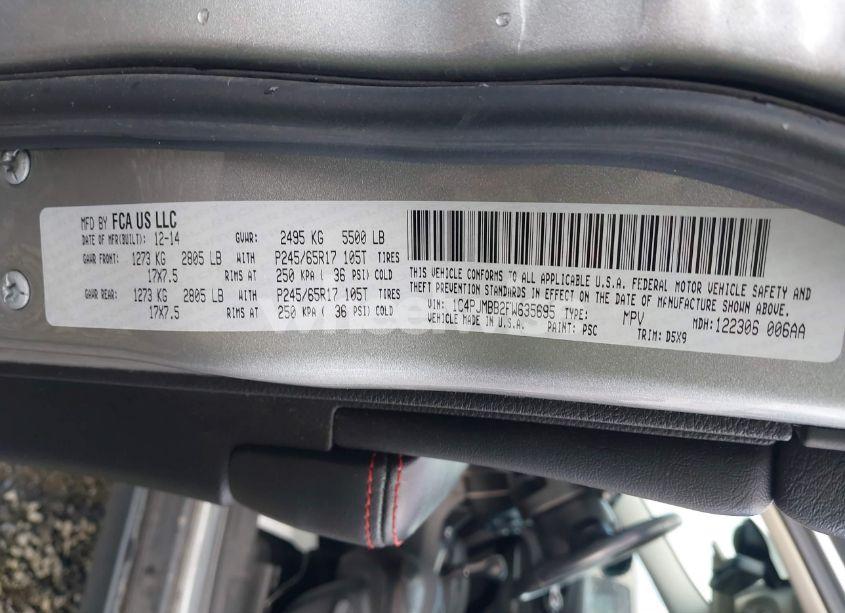 MFD BY FCA US LLC
DATE OF MFR(BUILT): 12-14 GVWR: 2495 KG 5500 LB
GAWR FRONT: 1273 KG 2805 LB WITH P245/65R17 105T TIRES
17X7.5 RIMS AT 250 KPA ( 36 PSI) COLD
GAWR REAR: 1273 KG 2805 LB WITH P245/65R17 105T TIRES
17X7.5 RIMS AT 250 KPA ( 36 PSI) COLD
THIS VEHICLE CONFORMS TO ALL APPLICABLE U.S.A. FEDERAL MOTOR VEHICLE SAFETY AND
THEFT PREVENTION STANDARDS IN EFFECT ON THE DATE OF MANUFACTURE SHOWN ABOVE.
VIN: 1C4PJMBB2FW635695 TYPE: MPV MDH: 122306 006AA
VEHICLE MADE IN U.S.A. PAINT: PSC TRIM: D5X9